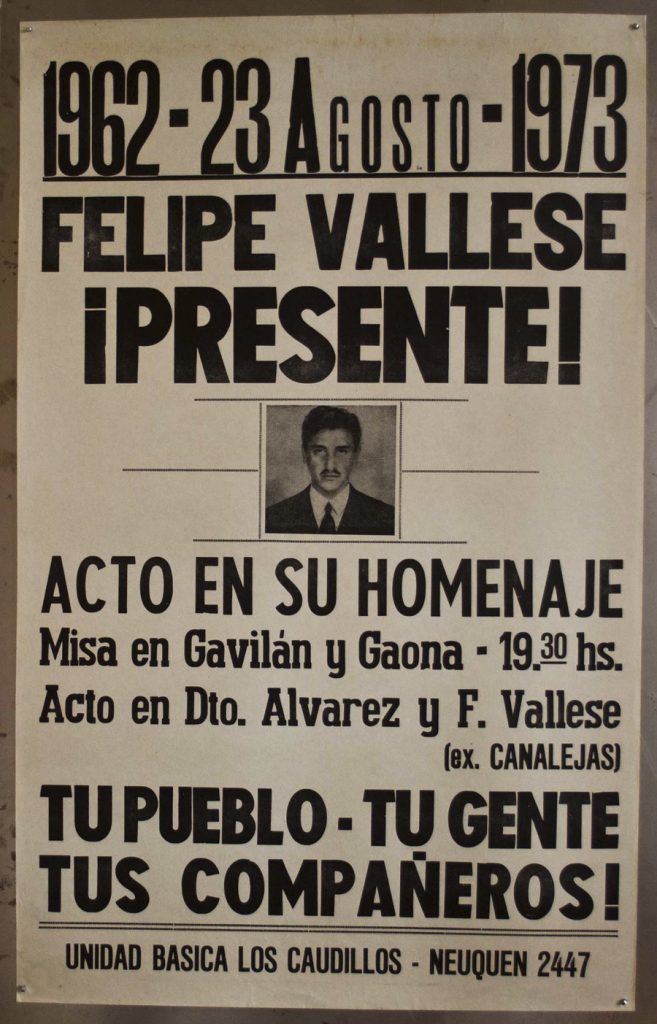 1962 - 23 AGOSTO - 1973
FELIPE VALLESE
¡PRESENTE!
ACTO EN SU HOMENAJE
Misa en Gavilán y Gaona - 19.30 hs.
Acto en Dto. Alvarez y F. Vallese
(ex. CANALEJAS)
TU PUEBLO - TU GENTE
TUS COMPAÑEROS!
UNIDAD BASICA LOS CAUDILLOS - NEUQUEN 2447